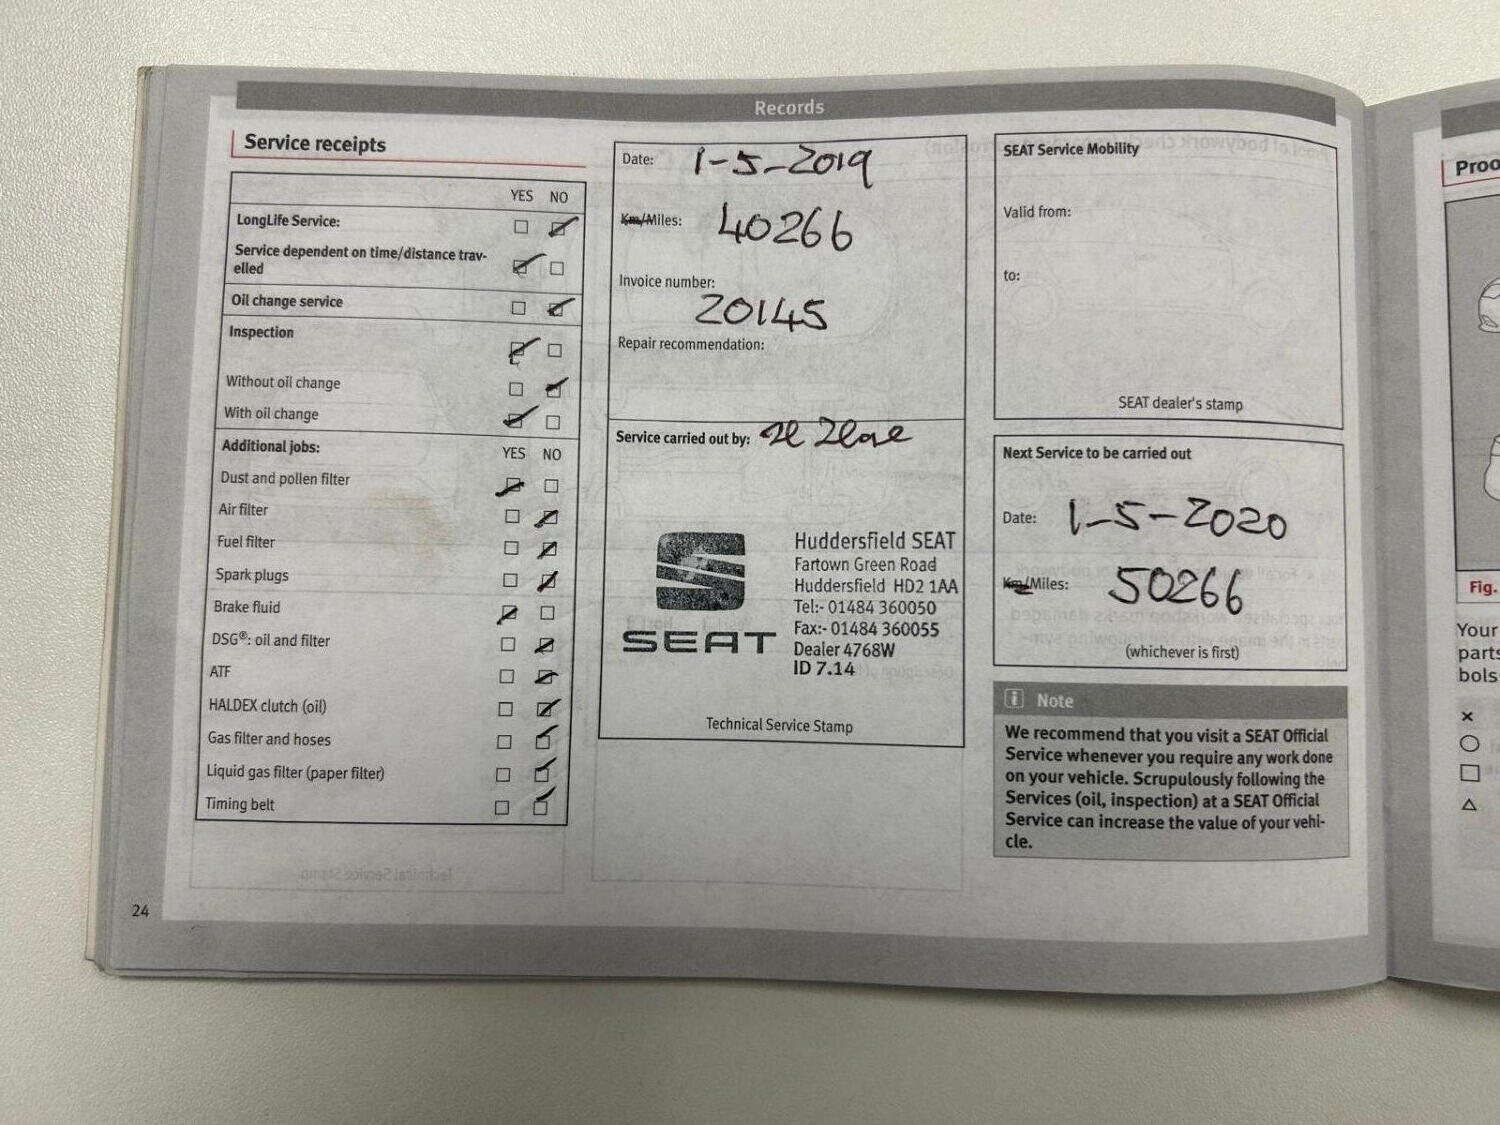 Records
Service receipts
YES NO
LongLife Service:
Service dependent on time/distance trav-
elled
Oil change service
Inspection
Without oil change
With oil change
Additional jobs: YES NO
Dust and pollen filter
Air filter
Fuel filter
Spark plugs
Brake fluid
DSG®: oil and filter
ATF
HALDEX clutch (oil)
Gas filter and hoses
Liquid gas filter (paper filter)
Timing belt
24
Date: 1-5-2019
Km/Miles: 40266
Invoice number:
20145
Repair recommendation:
Service carried out by:
SEAT
Huddersfield SEAT
Fartown Green Road
Huddersfield HD2 1AA
Tel:- 01484 360050
Fax:- 01484 360055
Dealer 4768W
ID 7.14
Technical Service Stamp
SEAT Service Mobility
Valid from:
to:
SEAT dealer's stamp
Next Service to be carried out
Date: 1-5-2020
Km/Miles: 50266
(whichever is first)
i Note
We recommend that you visit a SEAT Official
Service whenever you require any work done
on your vehicle. Scrupulously following the
Services (oil, inspection) at a SEAT Official
Service can increase the value of your vehi-
cle.
Proo
Fig.
Your
parts
bols